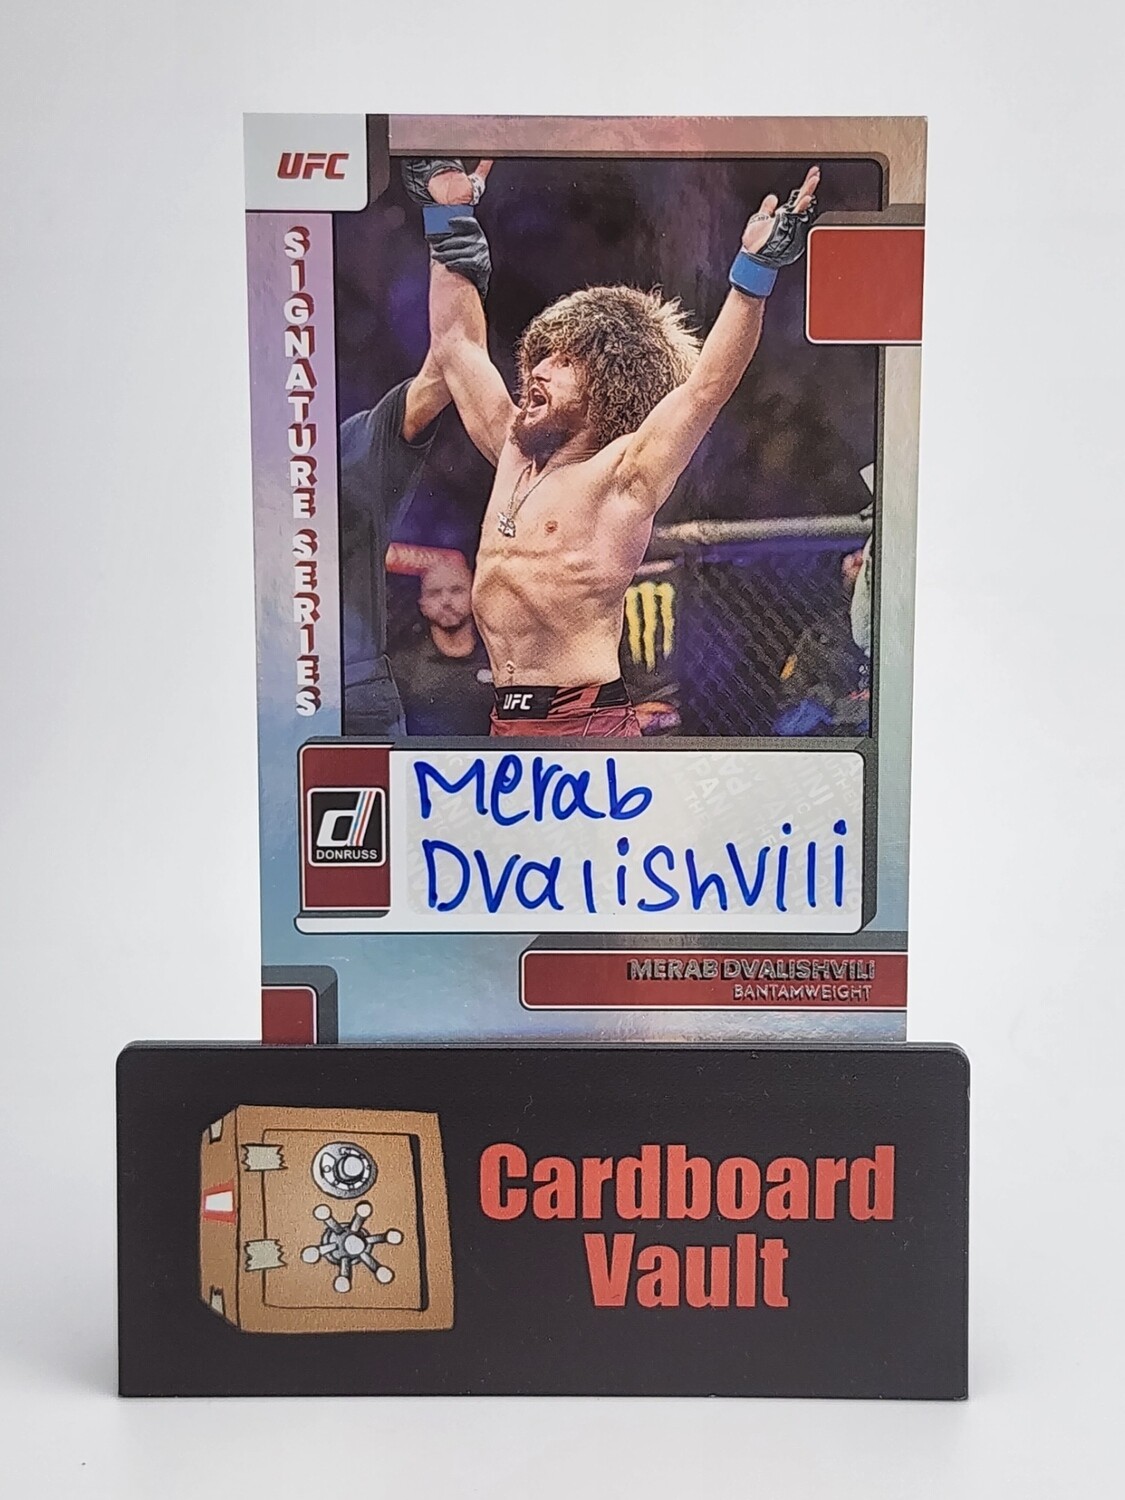 UFC
SIGNATURE SERIES
UFC
Merab
Dvalishvili
DONRUSS
MERAB DVALISHVILI
BANTAMWEIGHT
Cardboard
Vault